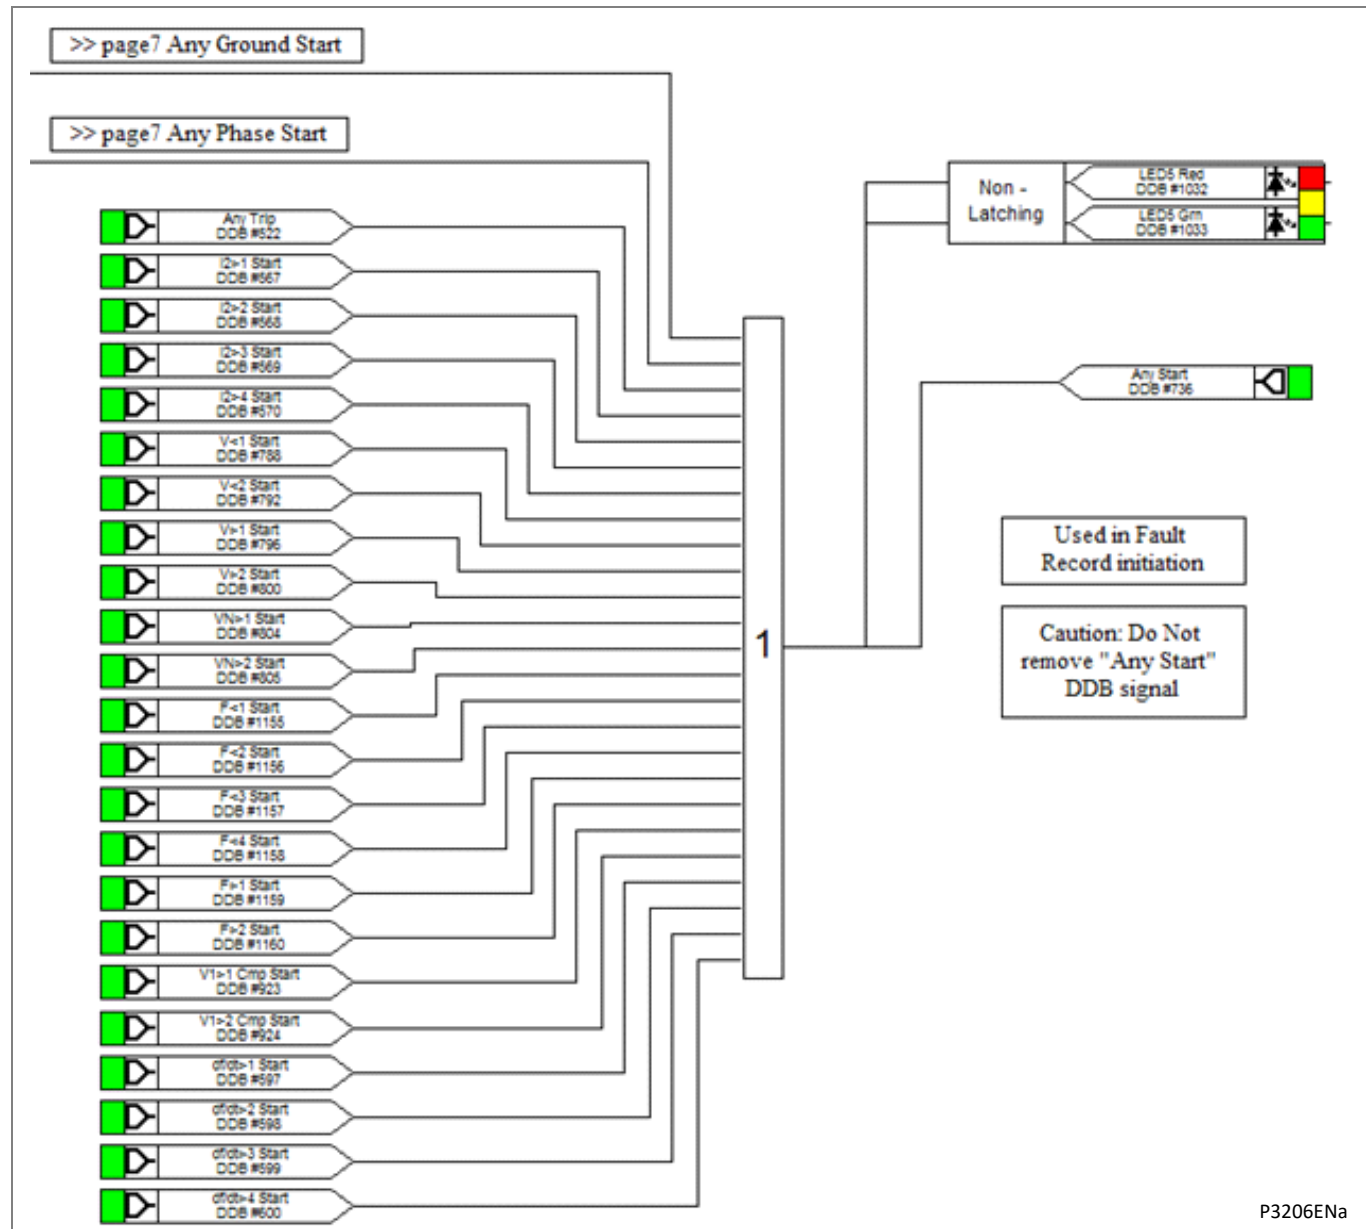 >> page7 Any Ground Start
>> page7 Any Phase Start
Any Trip
DDB #522
I2>1 Start
DDB #567
I2>2 Start
DDB #568
I2>3 Start
DDB #569
I2>4 Start
DDB #570
V<1 Start
DDB #788
V<2 Start
DDB #792
V>1 Start
DDB #796
V>2 Start
DDB #800
VN>1 Start
DDB #804
VN>2 Start
DDB #805
F<1 Start
DDB #1155
F<2 Start
DDB #1156
F<3 Start
DDB #1157
F<4 Start
DDB #1158
F>1 Start
DDB #1159
F>2 Start
DDB #1160
V1>1 Cmp Start
DDB #923
V1>2 Cmp Start
DDB #924
df/dt>1 Start
DDB #597
df/dt>2 Start
DDB #598
df/dt>3 Start
DDB #599
df/dt>4 Start
DDB #600
1
Non -
Latching
LED5 Red
DDB #1032
LED5 Grn
DDB #1033
Any Start
DDB #736
Used in Fault
Record initiation
Caution: Do Not
remove "Any Start"
DDB signal
P3206ENa